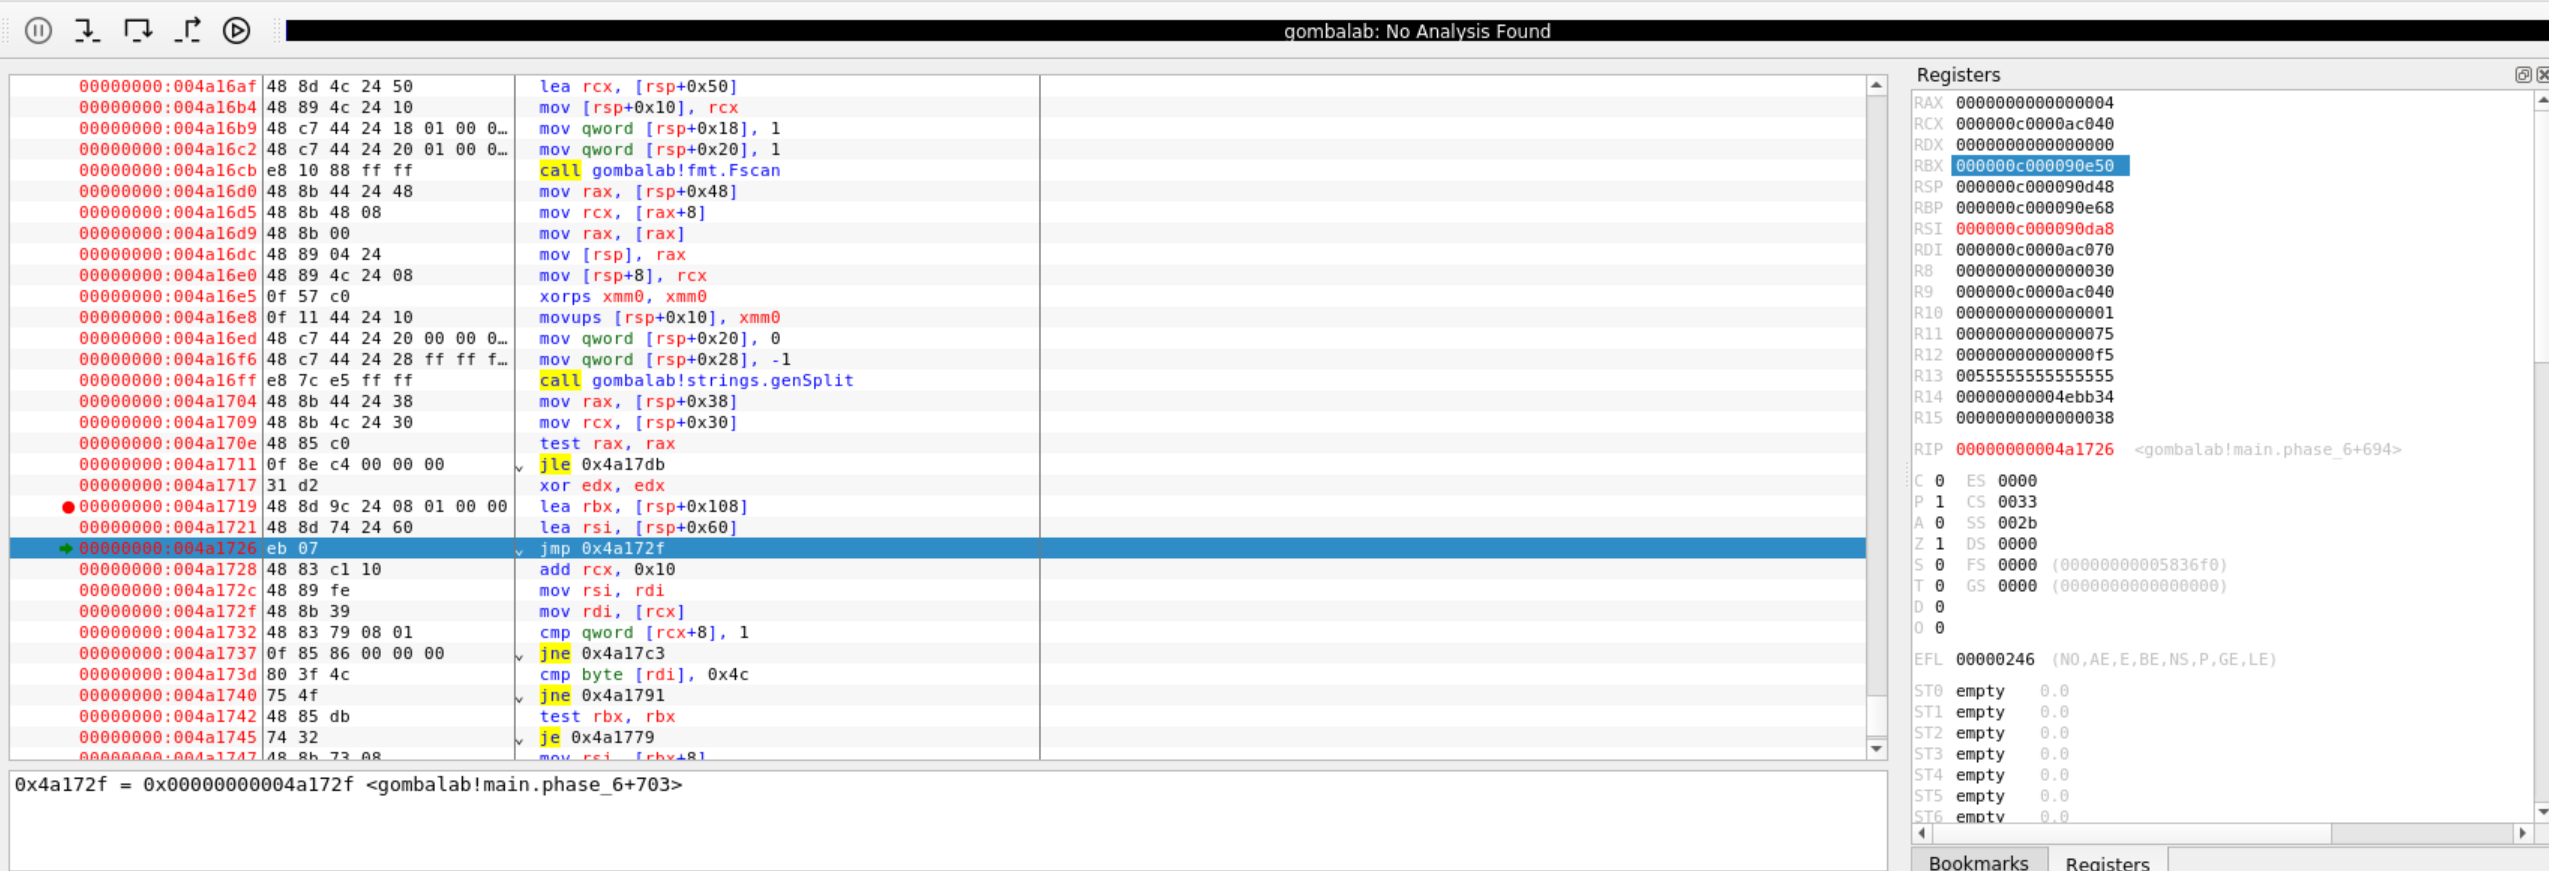 gombalab: No Analysis Found
00000000:004a16af 48 8d 4c 24 50 lea rcx, [rsp+0x50]
00000000:004a16b4 48 89 4c 24 10 mov [rsp+0x10], rcx
00000000:004a16b9 48 c7 44 24 18 01 00 0… mov qword [rsp+0x18], 1
00000000:004a16c2 48 c7 44 24 20 01 00 0… mov qword [rsp+0x20], 1
00000000:004a16cb e8 10 88 ff ff call gombalab!fmt.Fscan
00000000:004a16d0 48 8b 44 24 48 mov rax, [rsp+0x48]
00000000:004a16d5 48 8b 48 08 mov rcx, [rax+8]
00000000:004a16d9 48 8b 00 mov rax, [rax]
00000000:004a16dc 48 89 04 24 mov [rsp], rax
00000000:004a16e0 48 89 4c 24 08 mov [rsp+8], rcx
00000000:004a16e5 0f 57 c0 xorps xmm0, xmm0
00000000:004a16e8 0f 11 44 24 10 movups [rsp+0x10], xmm0
00000000:004a16ed 48 c7 44 24 20 00 00 0… mov qword [rsp+0x20], 0
00000000:004a16f6 48 c7 44 24 28 ff ff f… mov qword [rsp+0x28], -1
00000000:004a16ff e8 7c e5 ff ff call gombalab!strings.genSplit
00000000:004a1704 48 8b 44 24 38 mov rax, [rsp+0x38]
00000000:004a1709 48 8b 4c 24 30 mov rcx, [rsp+0x30]
00000000:004a170e 48 85 c0 test rax, rax
00000000:004a1711 0f 8e c4 00 00 00 jle 0x4a17db
00000000:004a1717 31 d2 xor edx, edx
00000000:004a1719 48 8d 9c 24 08 01 00 00 lea rbx, [rsp+0x108]
00000000:004a1721 48 8d 74 24 60 lea rsi, [rsp+0x60]
00000000:004a1726 eb 07 jmp 0x4a172f
00000000:004a1728 48 83 c1 10 add rcx, 0x10
00000000:004a172c 48 89 fe mov rsi, rdi
00000000:004a172f 48 8b 39 mov rdi, [rcx]
00000000:004a1732 48 83 79 08 01 cmp qword [rcx+8], 1
00000000:004a1737 0f 85 86 00 00 00 jne 0x4a17c3
00000000:004a173d 80 3f 4c cmp byte [rdi], 0x4c
00000000:004a1740 75 4f jne 0x4a1791
00000000:004a1742 48 85 db test rbx, rbx
00000000:004a1745 74 32 je 0x4a1779
00000000:004a1747 48 8b 73 08 mov rsi, [rbx+8]
0x4a172f = 0x00000000004a172f <gombalab!main.phase_6+703>
Registers
RAX 0000000000000004
RCX 000000c0000ac040
RDX 0000000000000000
RBX 000000c000090e50
RSP 000000c000090d48
RBP 000000c000090e68
RSI 000000c000090da8
RDI 000000c0000ac070
R8 0000000000000030
R9 000000c0000ac040
R10 0000000000000001
R11 0000000000000075
R12 00000000000000f5
R13 0055555555555555
R14 00000000004ebb34
R15 0000000000000038
RIP 00000000004a1726 <gombalab!main.phase_6+694>
C 0 ES 0000
P 1 CS 0033
A 0 SS 002b
Z 1 DS 0000
S 0 FS 0000 (00000000005836f0)
T 0 GS 0000 (0000000000000000)
D 0
O 0
EFL 00000246 (NO,AE,E,BE,NS,P,GE,LE)
ST0 empty 0.0
ST1 empty 0.0
ST2 empty 0.0
ST3 empty 0.0
ST4 empty 0.0
ST5 empty 0.0
ST6 empty 0.0
Bookmarks Registers